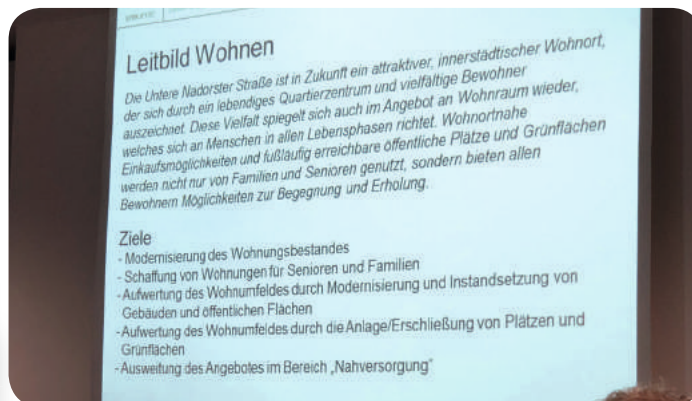 Leitbild Wohnen
Die Untere Nadorster Straße ist in Zukunft ein attraktiver, innerstädtischer Wohnort,
der sich durch ein lebendiges Quartierzentrum und vielfältige Bewohner
auszeichnet. Diese Vielfalt spiegelt sich auch im Angebot an Wohnraum wieder,
welches sich an Menschen in allen Lebensphasen richtet. Wohnortnahe
Einkaufsmöglichkeiten und fußläufig erreichbare öffentliche Plätze und Grünflächen
werden nicht nur von Familien und Senioren genutzt, sondern bieten allen
Bewohnern Möglichkeiten zur Begegnung und Erholung.
Ziele
- Modernisierung des Wohnungsbestandes
- Schaffung von Wohnungen für Senioren und Familien
- Aufwertung des Wohnumfeldes durch Modernisierung und Instandsetzung von
Gebäuden und öffentlichen Flächen
- Aufwertung des Wohnumfeldes durch die Anlage/Erschließung von Plätzen und
Grünflächen
- Ausweitung des Angebotes im Bereich „Nahversorgung“